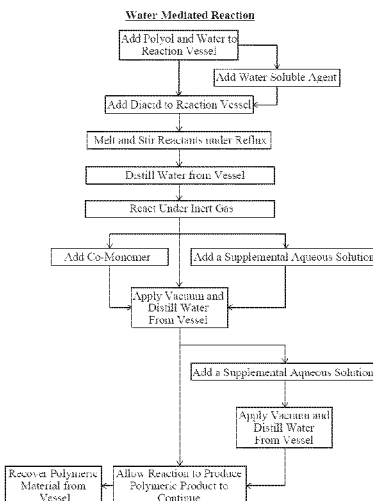 Water Mediated Reaction
Add Polyol and Water to
Reaction Vessel
Add Water Soluble Agent
Add Diacid to Reaction Vessel
Melt and Stir Reactants under Reflux
Distill Water from Vessel
React Under Inert Gas
Add Co-Monomer
Add a Supplemental Aqueous Solution
Apply Vacuum and
Distill Water
From Vessel
Add a Supplemental Aqueous Solution
Apply Vacuum and
Distill Water
From Vessel
Recover Polymeric
Material from
Vessel
Allow Reaction to Produce
Polymeric Product to
Continue